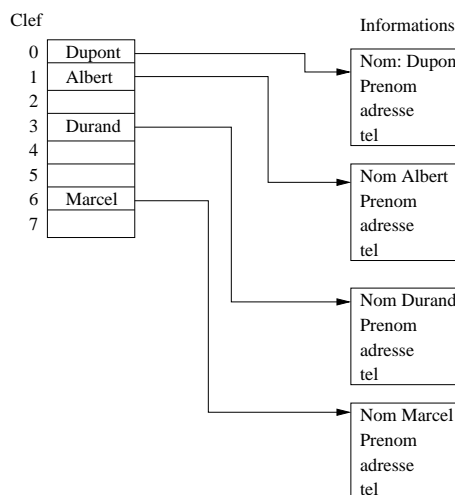 Clef
0 Dupont
1 Albert
2
3 Durand
4
5
6 Marcel
7
Informations
Nom: Dupon
Prenom
adresse
tel
Nom Albert
Prenom
adresse
tel
Nom Durand
Prenom
adresse
tel
Nom Marcel
Prenom
adresse
tel